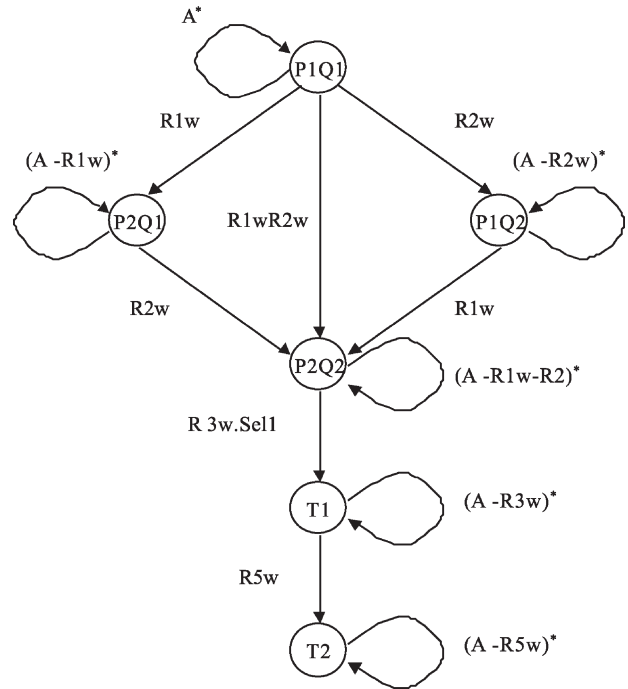 A*
P1Q1
R1w
R2w
(A -R1w)*
(A -R2w)*
P2Q1
R1wR2w
P1Q2
R2w
R1w
P2Q2
(A -R1w-R2)*
R 3w.Sel1
T1
(A -R3w)*
R5w
T2
(A -R5w)*